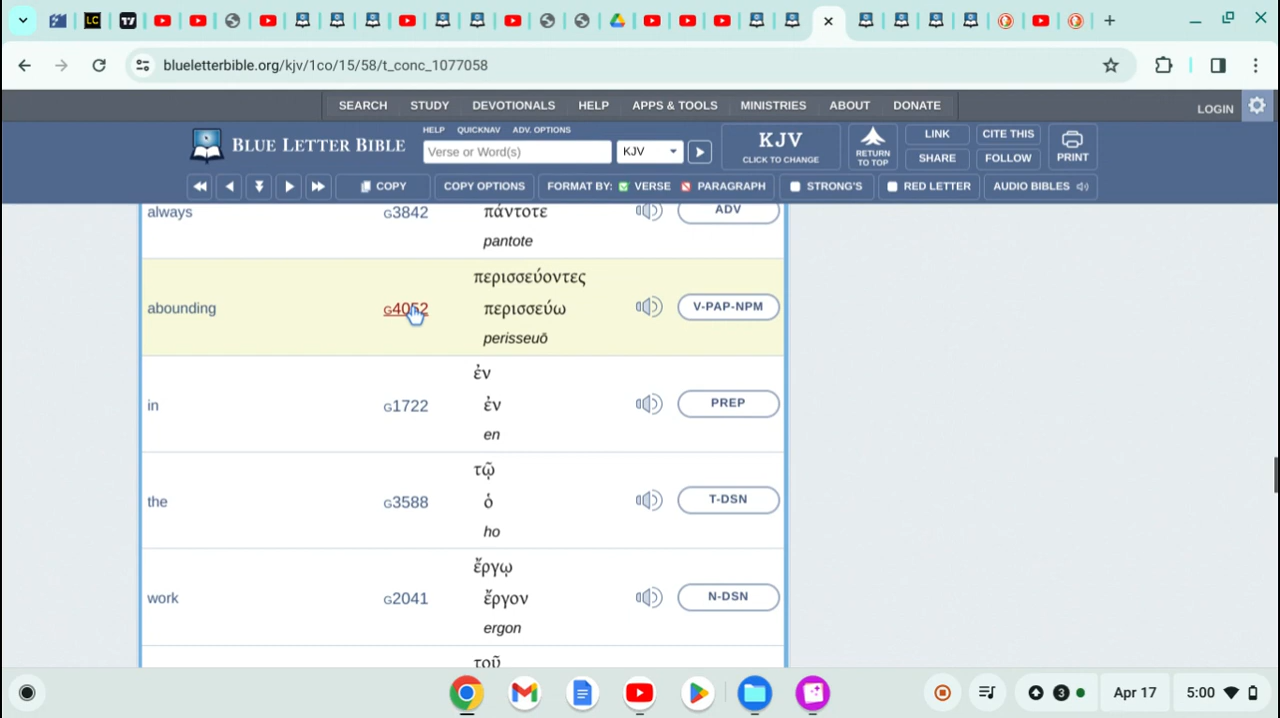 LC
17
blueletterbible.org/kjv/1co/15/58/t_conc_1077058
SEARCH STUDY DEVOTIONALS HELP APPS & TOOLS MINISTRIES ABOUT DONATE
LOGIN
BLUE LETTER BIBLE
HELP QUICKNAV ADV. OPTIONS
Verse or Word(s)
KJV
KJV
CLICK TO CHANGE
RETURN
TO TOP
LINK
CITE THIS
SHARE
FOLLOW
PRINT
COPY
COPY OPTIONS
FORMAT BY: VERSE PARAGRAPH
STRONG'S
RED LETTER
AUDIO BIBLES
always G3842 πάντοτε ADV
pantote
περισσεύοντες
abounding G4052 περισσεύω V-PAP-NPM
perisseuō
ἐν
in G1722 ἐν PREP
en
τῷ
the G3588 ὁ T-DSN
ho
ἔργῳ
work G2041 ἔργον N-DSN
ergon
τοῦ
3
Apr 17
5:00